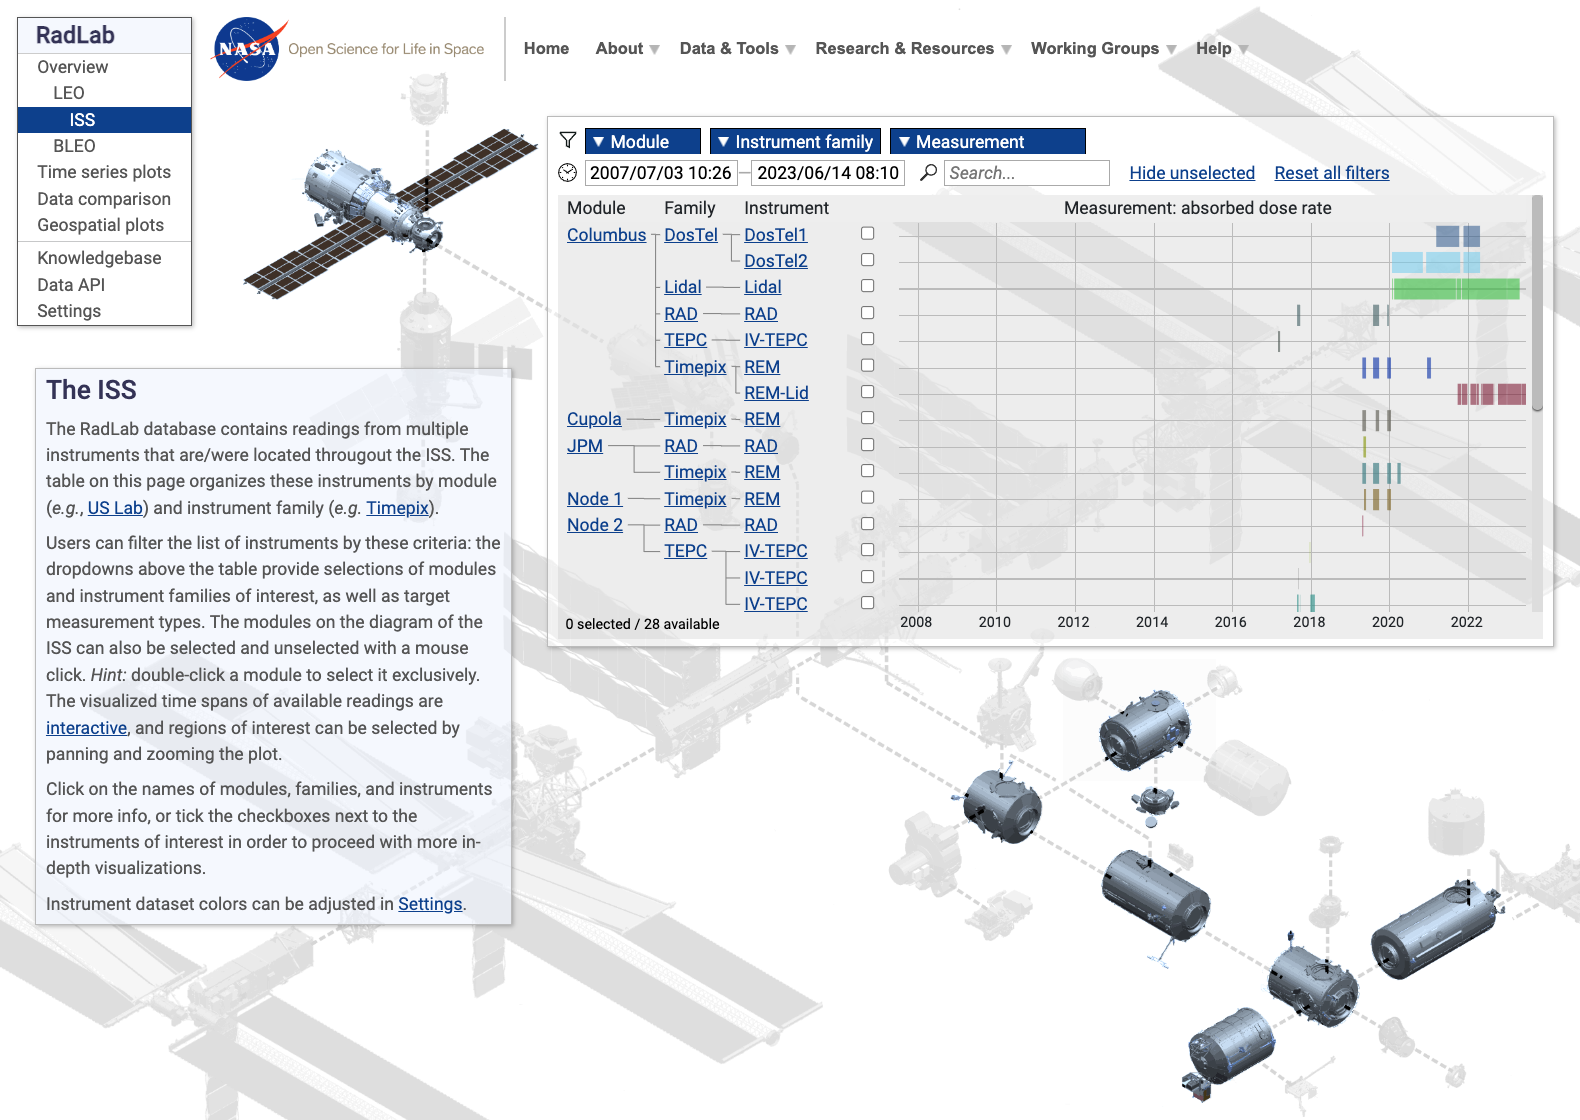 RadLab
Overview
LEO
ISS
BLEO
Time series plots
Data comparison
Geospatial plots
Knowledgebase
Data API
Settings
NASA
Open Science for Life in Space
Home About ▼ Data & Tools ▼ Research & Resources ▼ Working Groups ▼ Help ▼
▼ Module ▼ Instrument family ▼ Measurement
2007/07/03 10:26 – 2023/06/14 08:10 Search... Hide unselected Reset all filters
Module Family Instrument Measurement: absorbed dose rate
Columbus DosTel DosTel1
DosTel2
Lidal Lidal
RAD RAD
TEPC IV-TEPC
Timepix REM
REM-Lid
Cupola Timepix REM
JPM RAD RAD
Timepix REM
Node 1 Timepix REM
Node 2 RAD RAD
TEPC IV-TEPC
IV-TEPC
IV-TEPC
0 selected / 28 available
2008 2010 2012 2014 2016 2018 2020 2022
The ISS
The RadLab database contains readings from multiple
instruments that are/were located througout the ISS. The
table on this page organizes these instruments by module
(e.g., US Lab) and instrument family (e.g. Timepix).
Users can filter the list of instruments by these criteria: the
dropdowns above the table provide selections of modules
and instrument families of interest, as well as target
measurement types. The modules on the diagram of the
ISS can also be selected and unselected with a mouse
click. Hint: double-click a module to select it exclusively.
The visualized time spans of available readings are
interactive, and regions of interest can be selected by
panning and zooming the plot.
Click on the names of modules, families, and instruments
for more info, or tick the checkboxes next to the
instruments of interest in order to proceed with more in-
depth visualizations.
Instrument dataset colors can be adjusted in Settings.